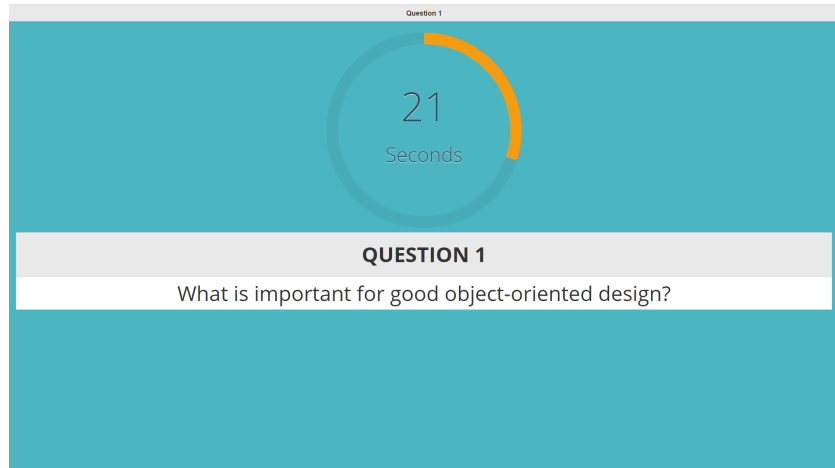 Question 1
21
Seconds
QUESTION 1
What is important for good object-oriented design?